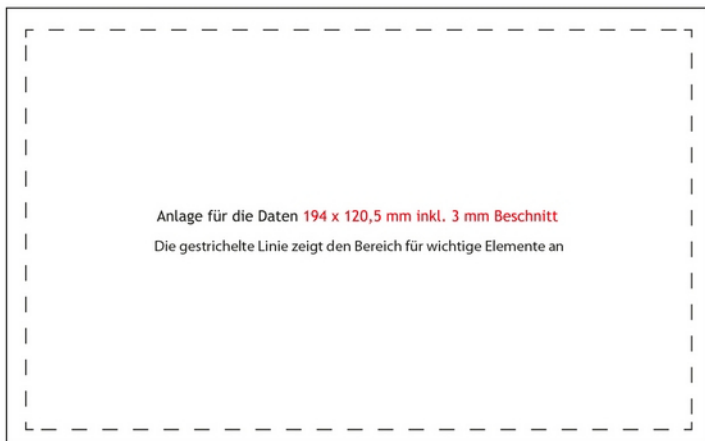 Anlage für die Daten 194 x 120,5 mm inkl. 3 mm Beschnitt
Die gestrichelte Linie zeigt den Bereich für wichtige Elemente an